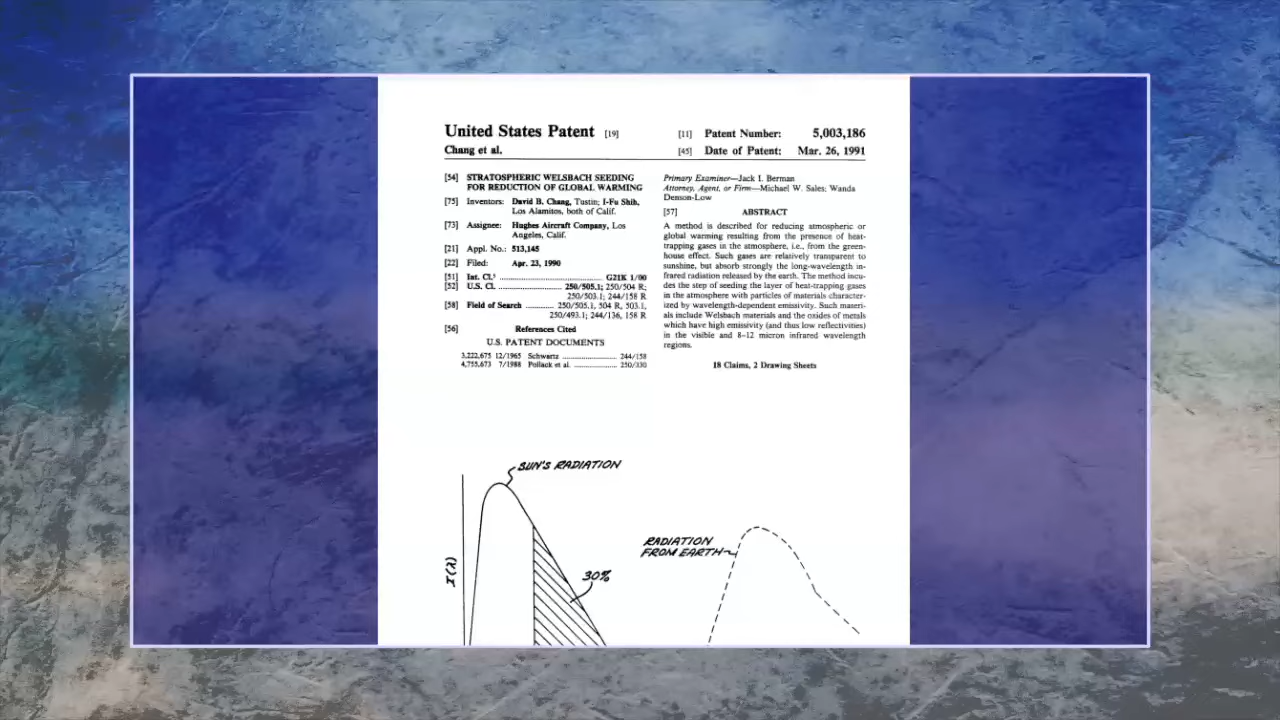 United States Patent [19]
Chang et al.
[11] Patent Number: 5,003,186
[45] Date of Patent: Mar. 26, 1991
[54] STRATOSPHERIC WELSBACH SEEDING
FOR REDUCTION OF GLOBAL WARMING
[75] Inventors: David B. Chang, Tustin; I-Fu Shih,
Los Alamitos, both of Calif.
[73] Assignee: Hughes Aircraft Company, Los
Angeles, Calif.
[21] Appl. No.: 513,145
[22] Filed: Apr. 23, 1990
[51] Int. Cl.⁵ .............................. G21K 1/00
[52] U.S. Cl. .................... 250/505.1; 250/504 R;
250/503.1; 244/158 R
[58] Field of Search .......... 250/505.1, 504 R, 503.1,
250/493.1; 244/136, 158 R
[56] References Cited
U.S. PATENT DOCUMENTS
3,222,675 12/1965 Schwartz ........................ 244/158
4,755,673 7/1988 Pollack et al. ................... 250/330
Primary Examiner—Jack I. Berman
Attorney, Agent, or Firm—Michael W. Sales; Wanda
Denson-Low
[57] ABSTRACT
A method is described for reducing atmospheric or
global warming resulting from the presence of heat-
trapping gases in the atmosphere, i.e., from the green-
house effect. Such gases are relatively transparent to
sunshine, but absorb strongly the long-wavelength in-
frared radiation released by the earth. The method incu-
des the step of seeding the layer of heat-trapping gases
in the atmosphere with particles of materials character-
ized by wavelength-dependent emissivity. Such materi-
als include Welsbach materials and the oxides of metals
which have high emissivity (and thus low reflectivities)
in the visible and 8-12 micron infrared wavelength
regions.
18 Claims, 2 Drawing Sheets
SUN'S RADIATION
RADIATION
FROM EARTH
30%
I(λ)